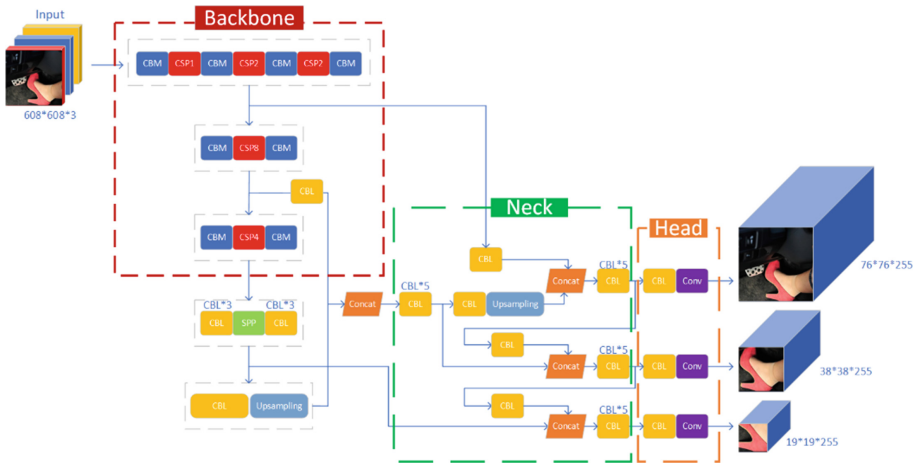 Input
Backbone
CBM CSP1 CBM CSP2 CBM CSP2 CBM
608*608*3
CBM CSP8 CBM
CBL
CBM CSP4 CBM
Neck
Head
CBL
CBL*5
Concat CBL CBL Conv
76*76*255
CBL*3 CBL*3
CBL SPP CBL
Concat
CBL*5
CBL CBL Upsampling
CBL
CBL*5
Concat CBL CBL Conv
38*38*255
CBL Upsampling
CBL
CBL*5
Concat CBL CBL Conv
19*19*255